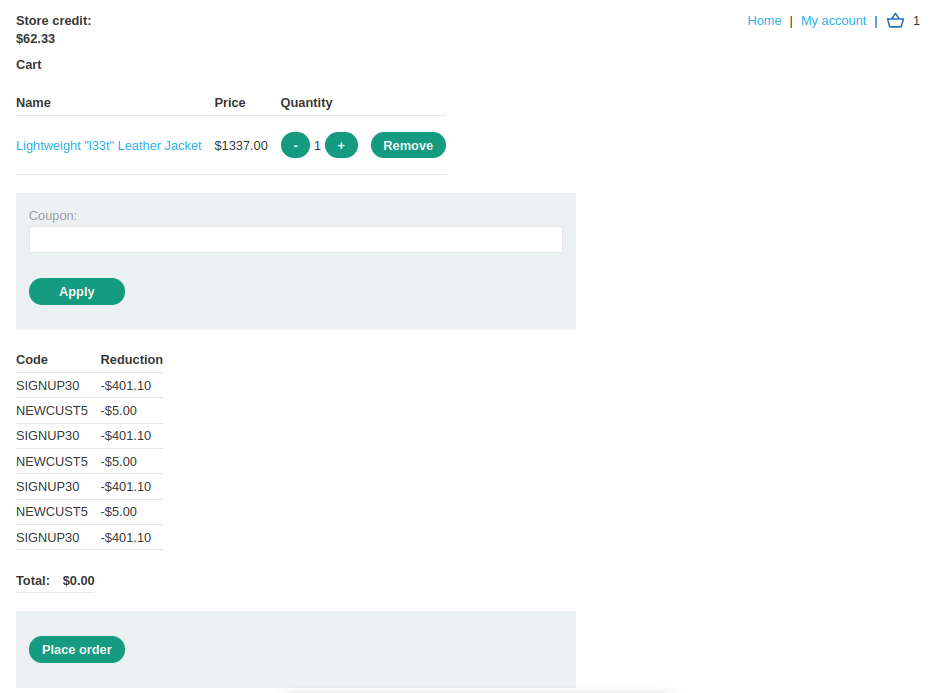 Store credit:
$62.33
Home | My account | 1
Cart
Name Price Quantity
Lightweight "l33t" Leather Jacket $1337.00 - 1 + Remove
Coupon:
Apply
Code Reduction
SIGNUP30 -$401.10
NEWCUST5 -$5.00
SIGNUP30 -$401.10
NEWCUST5 -$5.00
SIGNUP30 -$401.10
NEWCUST5 -$5.00
SIGNUP30 -$401.10
Total: $0.00
Place order